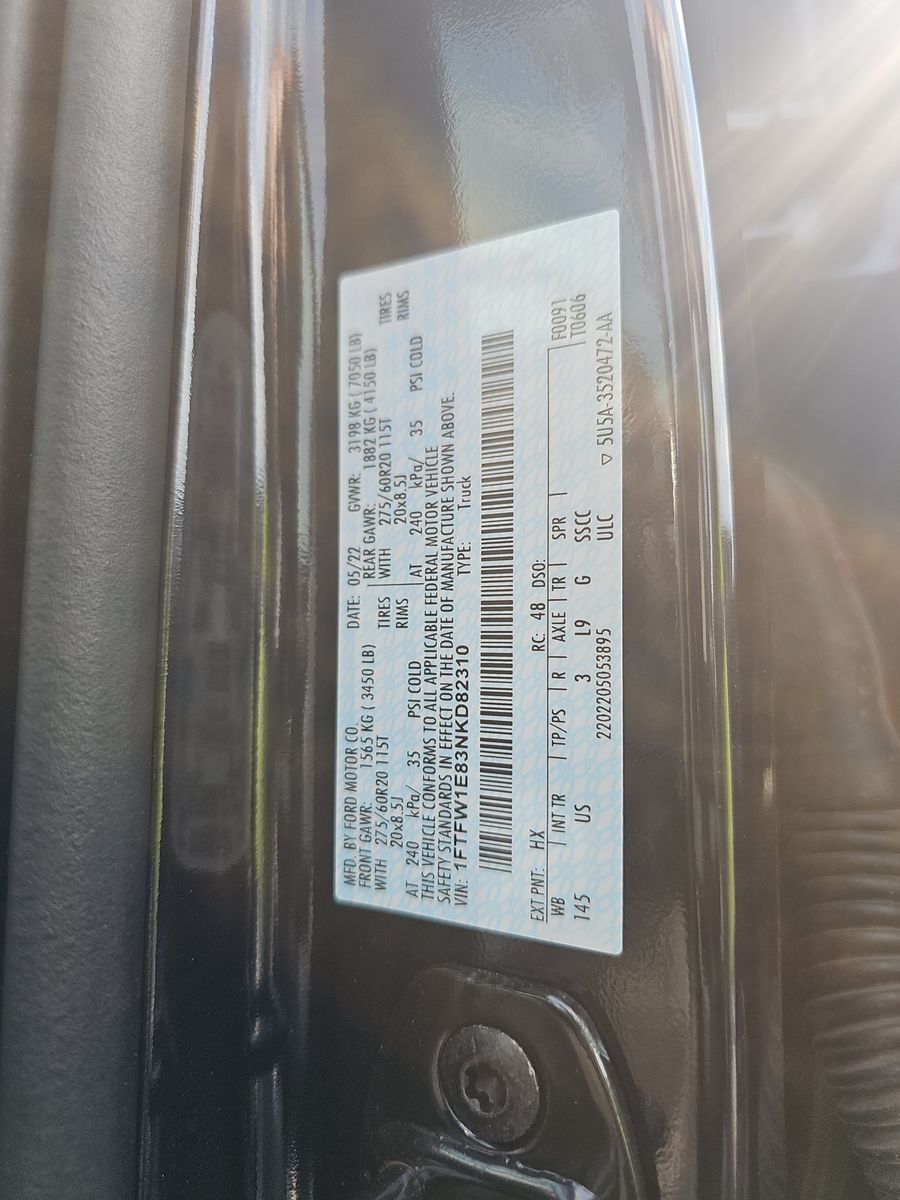 MFD. BY FORD MOTOR CO. DATE: 05/22 GVWR: 3198 KG ( 7050 LB)
FRONT GAWR: 1565 KG ( 3450 LB) REAR GAWR: 1882 KG ( 4150 LB)
WITH 275/60R20 115T TIRES WITH 275/60R20 115T TIRES
20x8.5J RIMS 20x8.5J RIMS
AT 240 kPa/ 35 PSI COLD AT 240 kPa/ 35 PSI COLD
THIS VEHICLE CONFORMS TO ALL APPLICABLE FEDERAL MOTOR VEHICLE
SAFETY STANDARDS IN EFFECT ON THE DATE OF MANUFACTURE SHOWN ABOVE.
VIN: 1FTFW1E83NKD82310 TYPE: Truck
EXT PNT: HX RC: 48 DSO:
WB INT TR TP/PS R AXLE TR SPR F0091
145 US 3 L9 G SSCC T0606
2202205053895 ULC ▽ 5U5A-3520472-AA